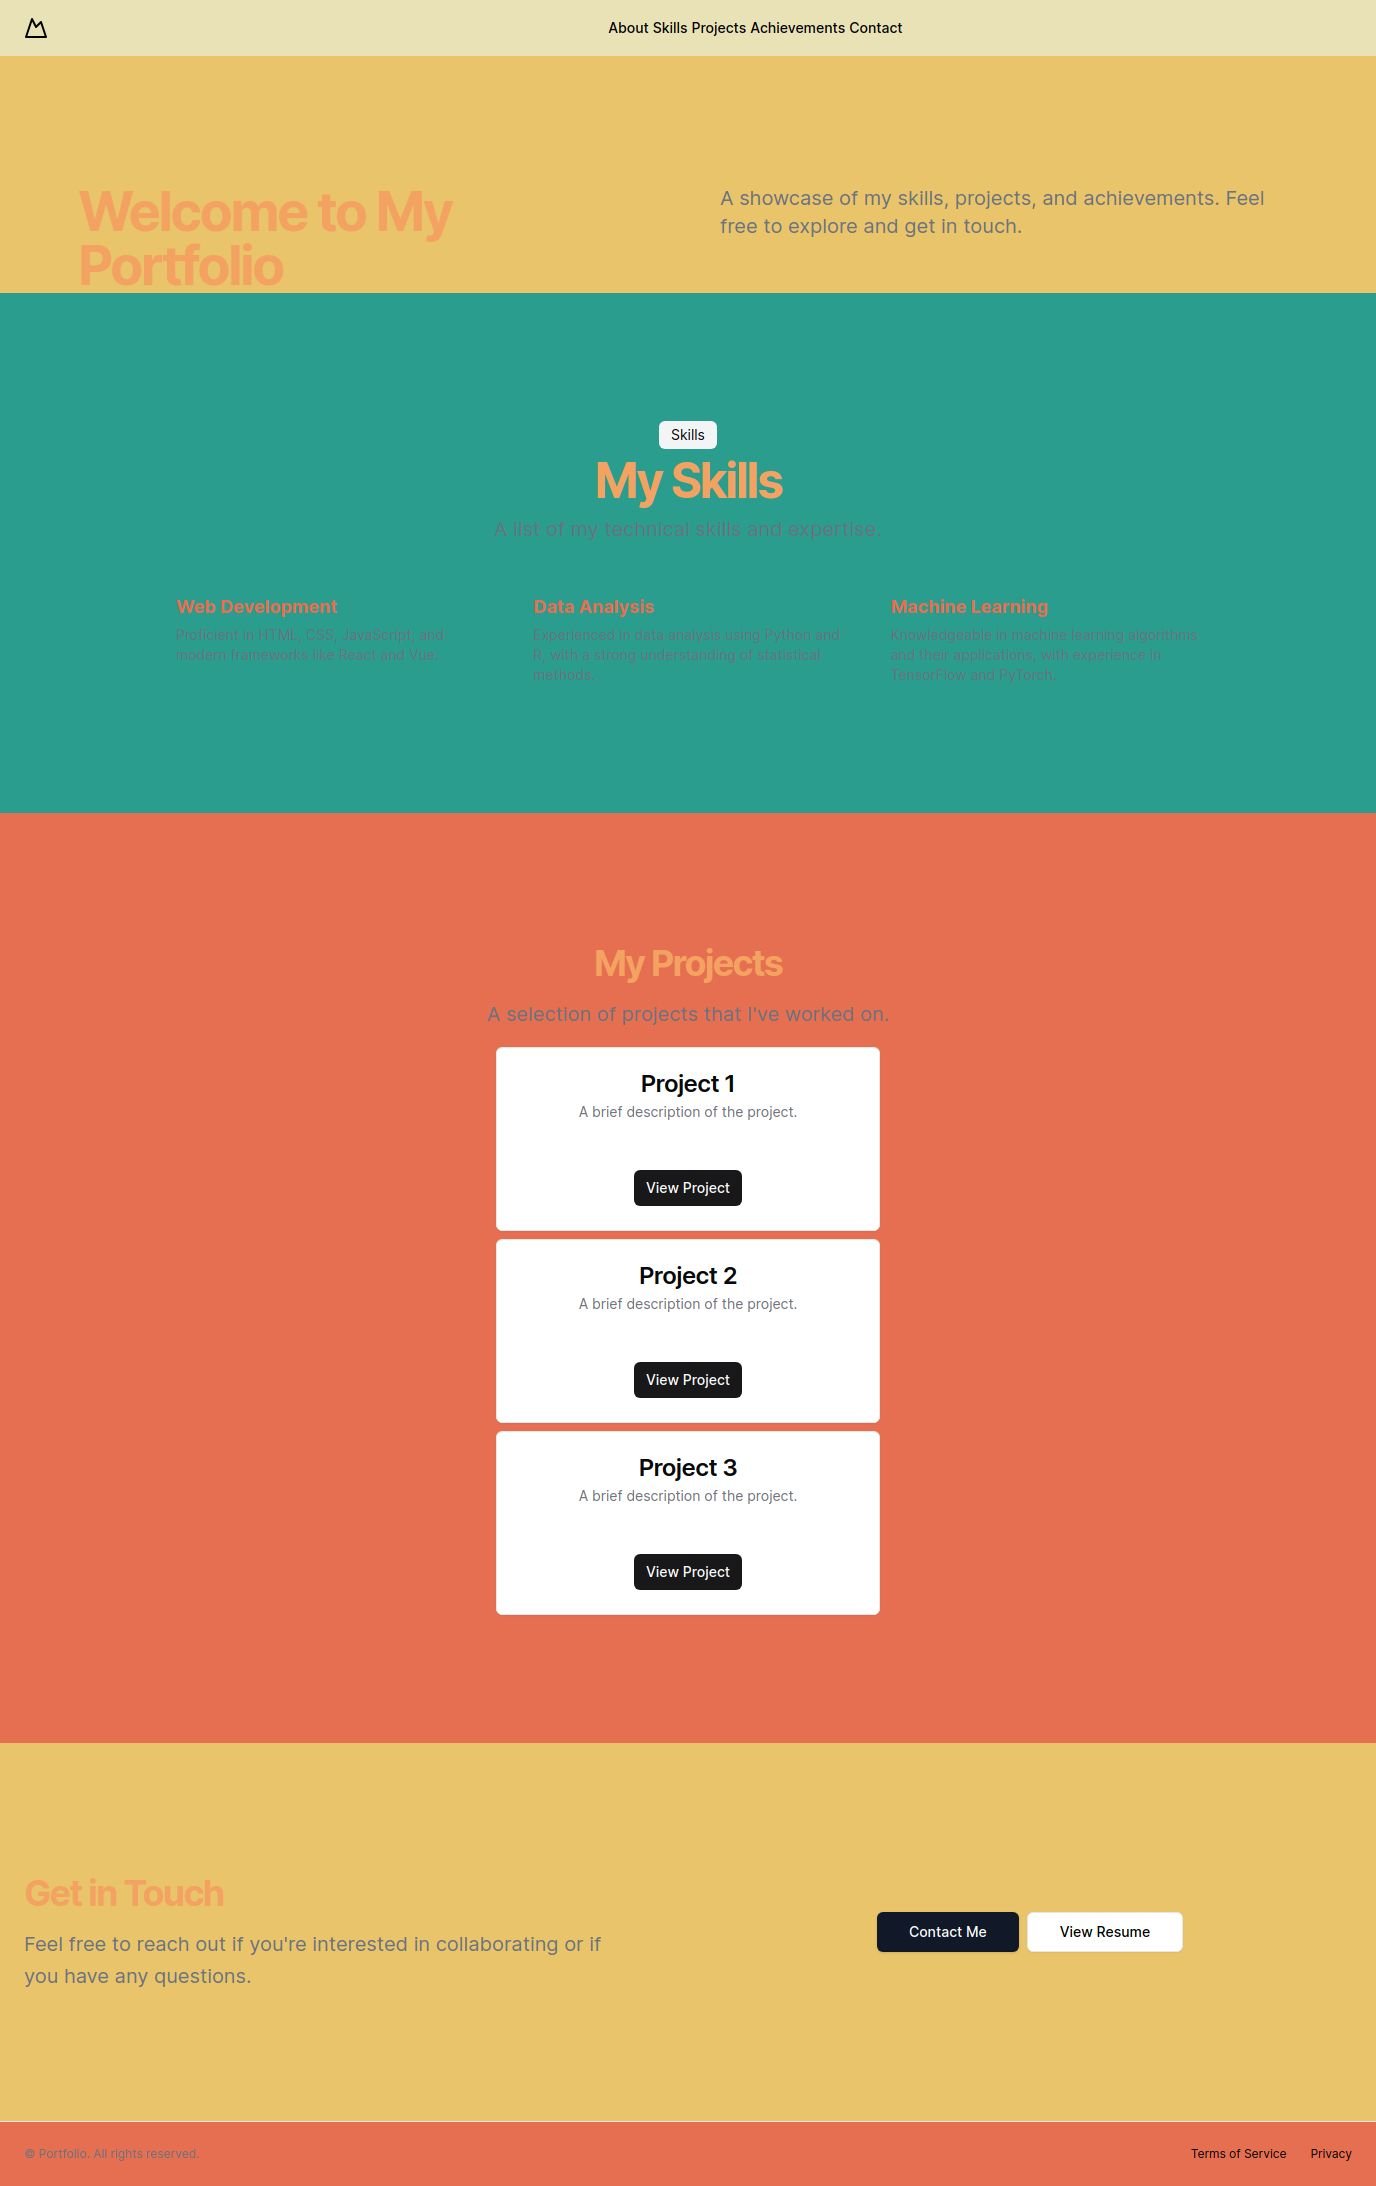 About Skills Projects Achievements Contact
Welcome to My
Portfolio
A showcase of my skills, projects, and achievements. Feel
free to explore and get in touch.
Skills
My Skills
A list of my technical skills and expertise.
Web Development
Proficient in HTML, CSS, JavaScript, and
modern frameworks like React and Vue.
Data Analysis
Experienced in data analysis using Python and
R, with a strong understanding of statistical
methods.
Machine Learning
Knowledgeable in machine learning algorithms
and their applications, with experience in
TensorFlow and PyTorch.
My Projects
A selection of projects that I've worked on.
Project 1
A brief description of the project.
View Project
Project 2
A brief description of the project.
View Project
Project 3
A brief description of the project.
View Project
Get in Touch
Feel free to reach out if you're interested in collaborating or if
you have any questions.
Contact Me
View Resume
© Portfolio. All rights reserved.
Terms of Service
Privacy